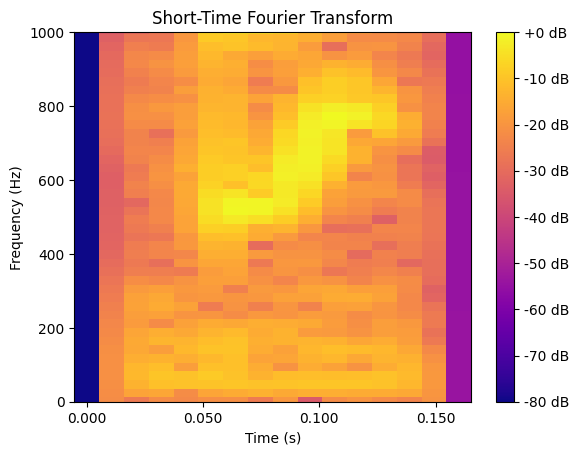 Short-Time Fourier Transform
1000
800
600
400
200
0
Frequency (Hz)
0.000
0.050
0.100
0.150
Time (s)
+0 dB
-10 dB
-20 dB
-30 dB
-40 dB
-50 dB
-60 dB
-70 dB
-80 dB